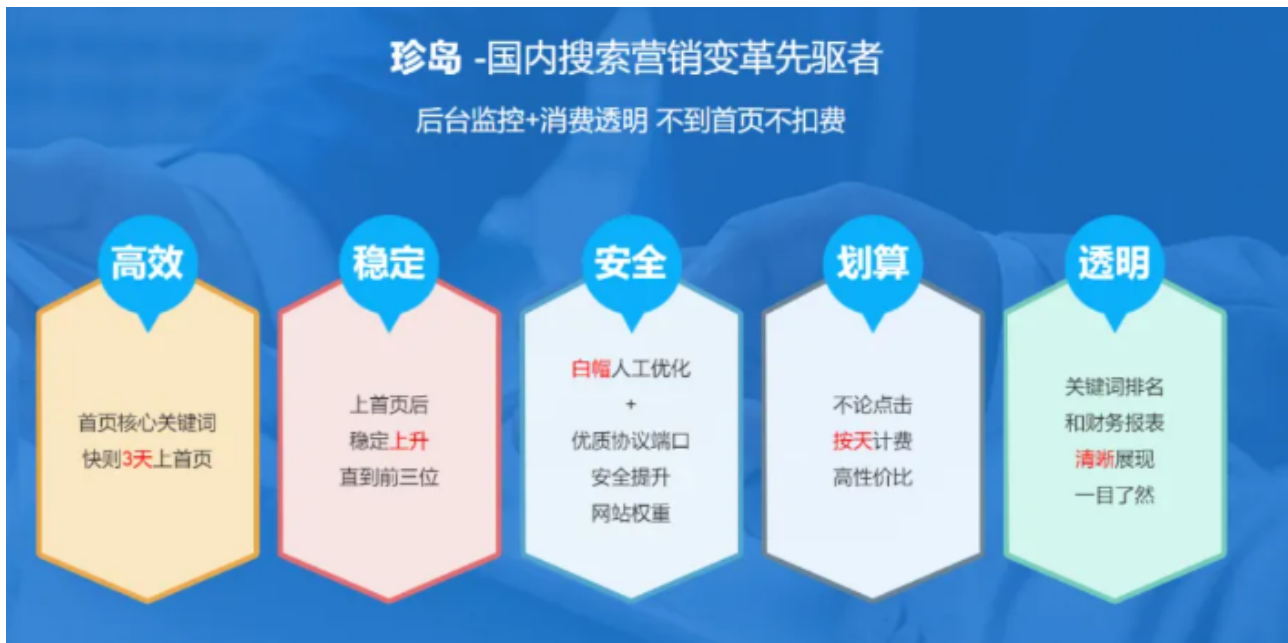 珍岛 -国内搜索营销变革先驱者
后台监控+消费透明 不到首页不扣费
高效
首页核心关键词
快则3天上首页
稳定
上首页后
稳定上升
直到前三位
安全
白帽人工优化
+
优质协议端口
安全提升
网站权重
划算
不论点击
按天计费
高性价比
透明
关键词排名
和财务报表
清晰展现
一目了然